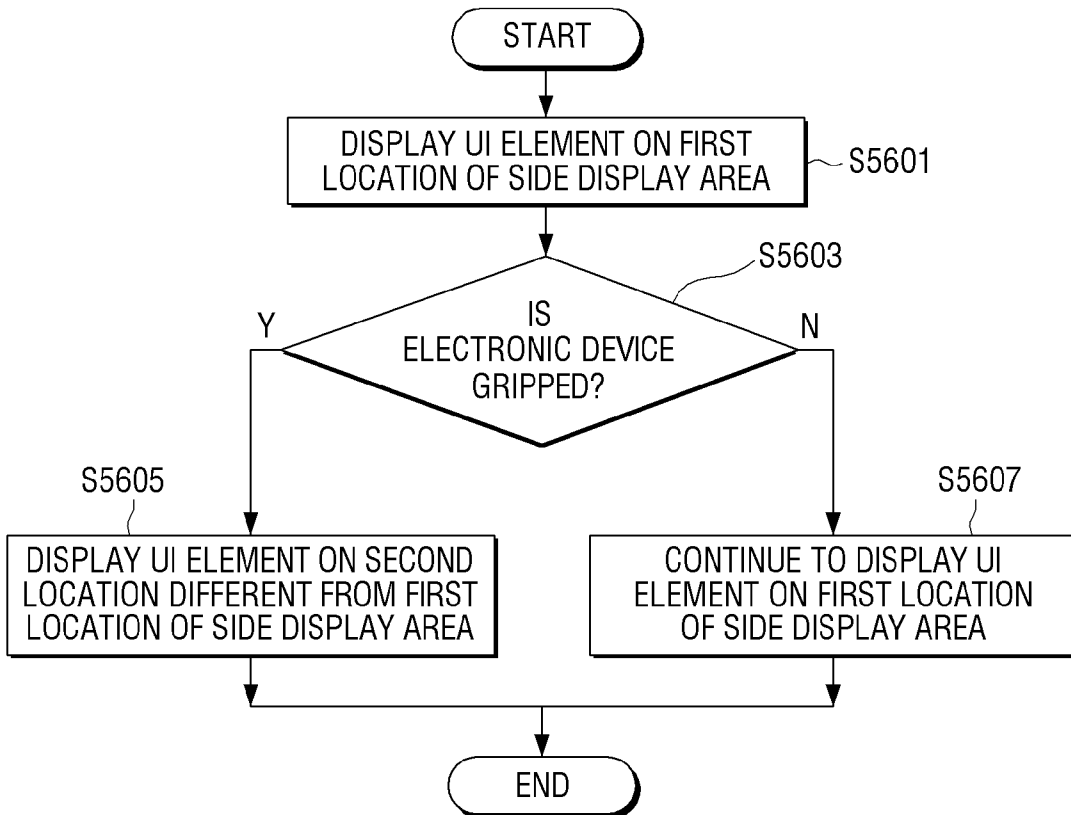 START
DISPLAY UI ELEMENT ON FIRST
LOCATION OF SIDE DISPLAY AREA
S5601
S5603
IS
ELECTRONIC DEVICE
GRIPPED?
Y
N
S5605
S5607
DISPLAY UI ELEMENT ON SECOND
LOCATION DIFFERENT FROM FIRST
LOCATION OF SIDE DISPLAY AREA
CONTINUE TO DISPLAY UI
ELEMENT ON FIRST LOCATION
OF SIDE DISPLAY AREA
END